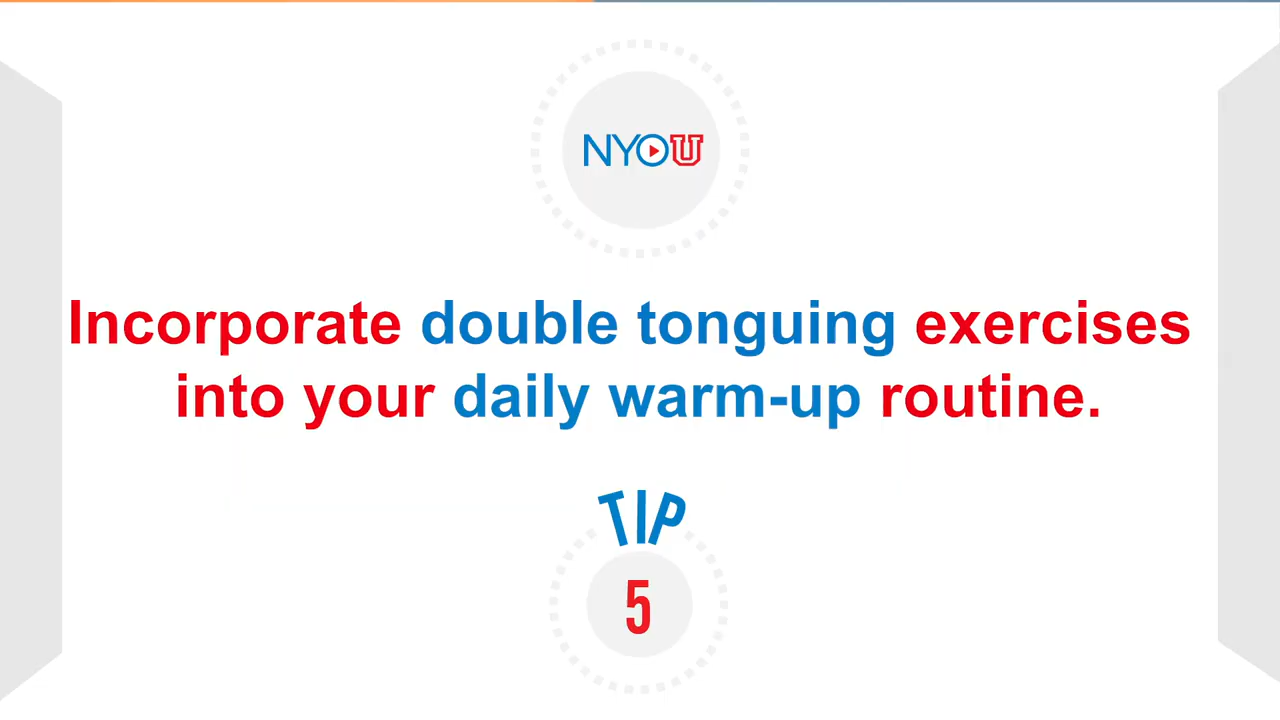 NYOU
Incorporate double tonguing exercises
into your daily warm-up routine.
TIP
5